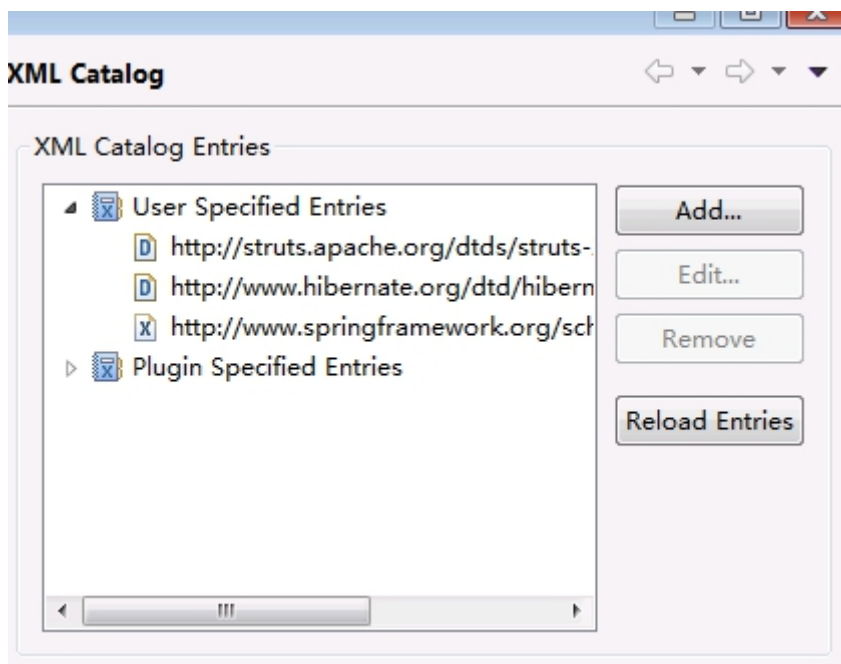 XML Catalog
XML Catalog Entries
User Specified Entries
http://struts.apache.org/dtds/struts-
http://www.hibernate.org/dtd/hibern
http://www.springframework.org/sch
Plugin Specified Entries
Add...
Edit...
Remove
Reload Entries